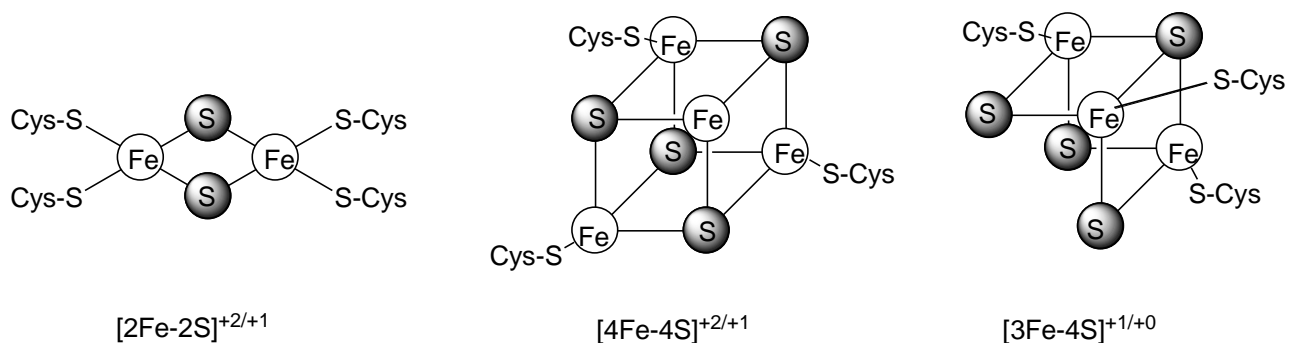 Cys-S
S-Cys
S
Fe
Fe
S
Cys-S
S-Cys
[2Fe-2S]+2/+1
Cys-S
Fe
S
S
Fe
S
Fe
S-Cys
Fe
S
Cys-S
[4Fe-4S]+2/+1
Cys-S
Fe
S
S-Cys
S
Fe
S
Fe
S-Cys
S
[3Fe-4S]+1/+0